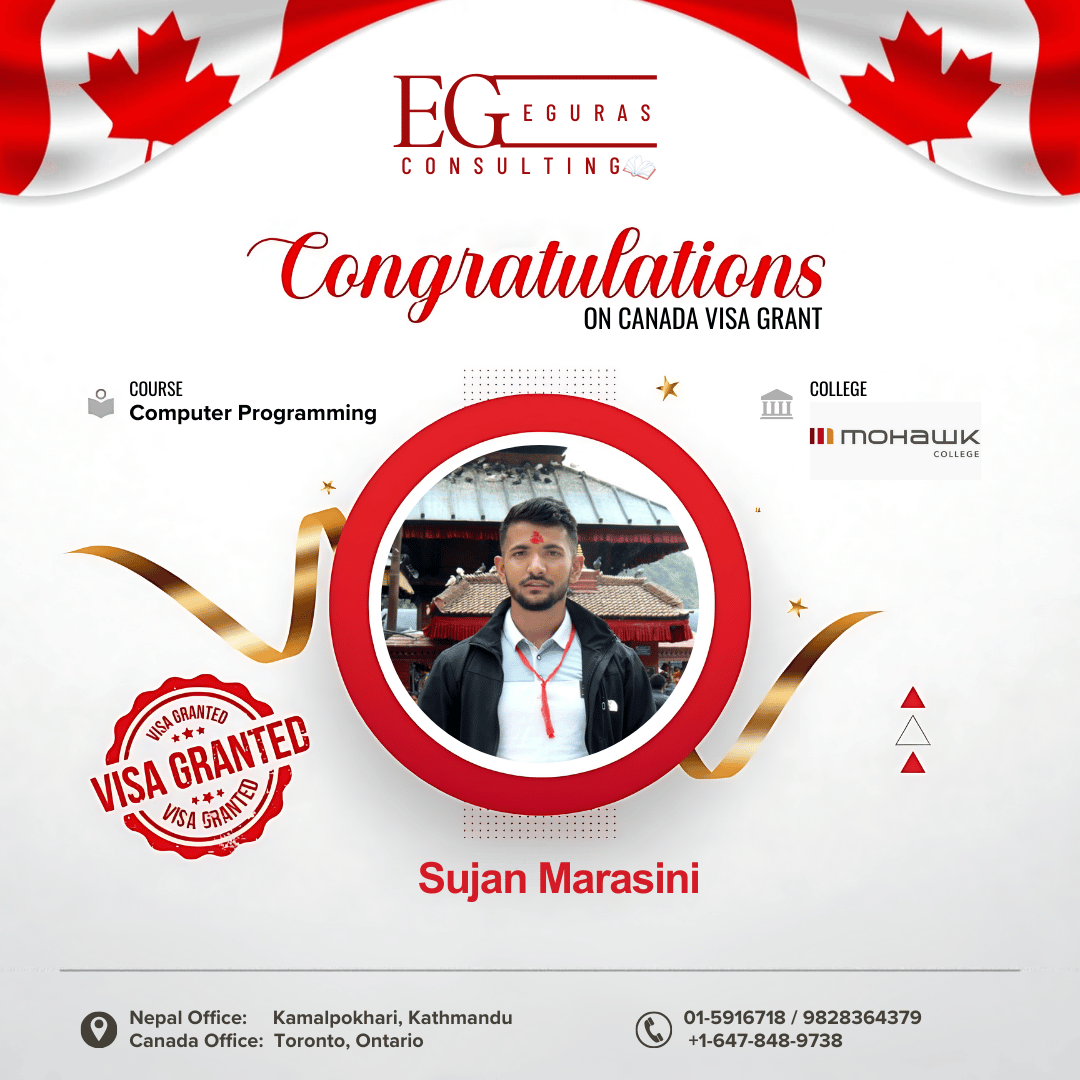 EG EGURAS
CONSULTING
Congratulations
ON CANADA VISA GRANT
COURSE
Computer Programming
COLLEGE
mohawk
COLLEGE
VISA GRANTED
VISA GRANTED
VISA GRANTED
Sujan Marasini
Nepal Office: Kamalpokhari, Kathmandu
Canada Office: Toronto, Ontario
01-5916718 / 9828364379
+1-647-848-9738